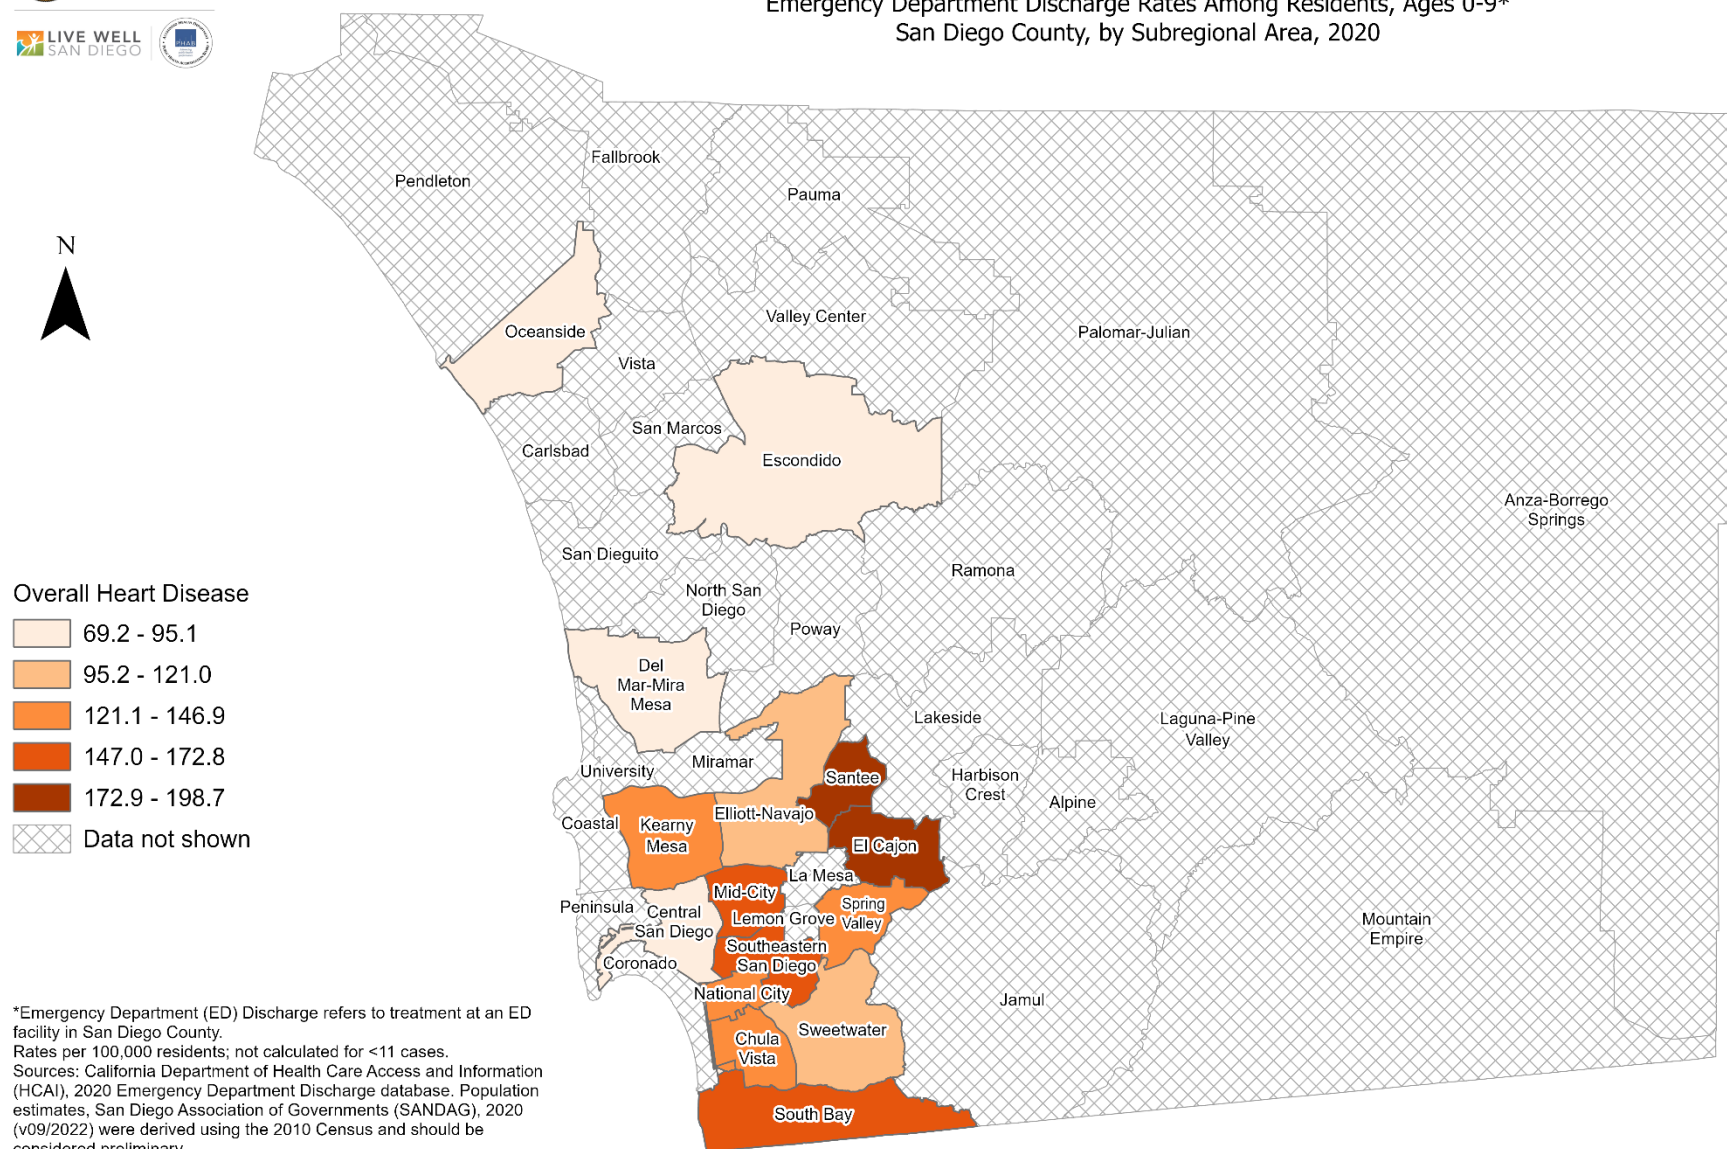 Emergency Department Discharge Rates Among Residents, Ages 0-9*
San Diego County, by Subregional Area, 2020
LIVE WELL
SAN DIEGO
PHAB
N
Fallbrook
Pendleton
Pauma
Oceanside
Valley Center
Palomar-Julian
Vista
San Marcos
Carlsbad
Escondido
Anza-Borrego
Springs
San Dieguito
Ramona
North San
Diego
Poway
Del
Mar-Mira
Mesa
Lakeside
Laguna-Pine
Valley
University
Miramar
Santee
Harbison
Crest
Alpine
Coastal
Kearny
Mesa
Elliott-Navajo
El Cajon
La Mesa
Mid-City
Peninsula
Central
San Diego
Lemon Grove
Spring
Valley
Mountain
Empire
Southeastern
San Diego
Coronado
National City
Jamul
Chula
Vista
Sweetwater
South Bay
Overall Heart Disease
69.2 - 95.1
95.2 - 121.0
121.1 - 146.9
147.0 - 172.8
172.9 - 198.7
Data not shown
*Emergency Department (ED) Discharge refers to treatment at an ED
facility in San Diego County.
Rates per 100,000 residents; not calculated for <11 cases.
Sources: California Department of Health Care Access and Information
(HCAI), 2020 Emergency Department Discharge database. Population
estimates, San Diego Association of Governments (SANDAG), 2020
(v09/2022) were derived using the 2010 Census and should be
considered preliminary.